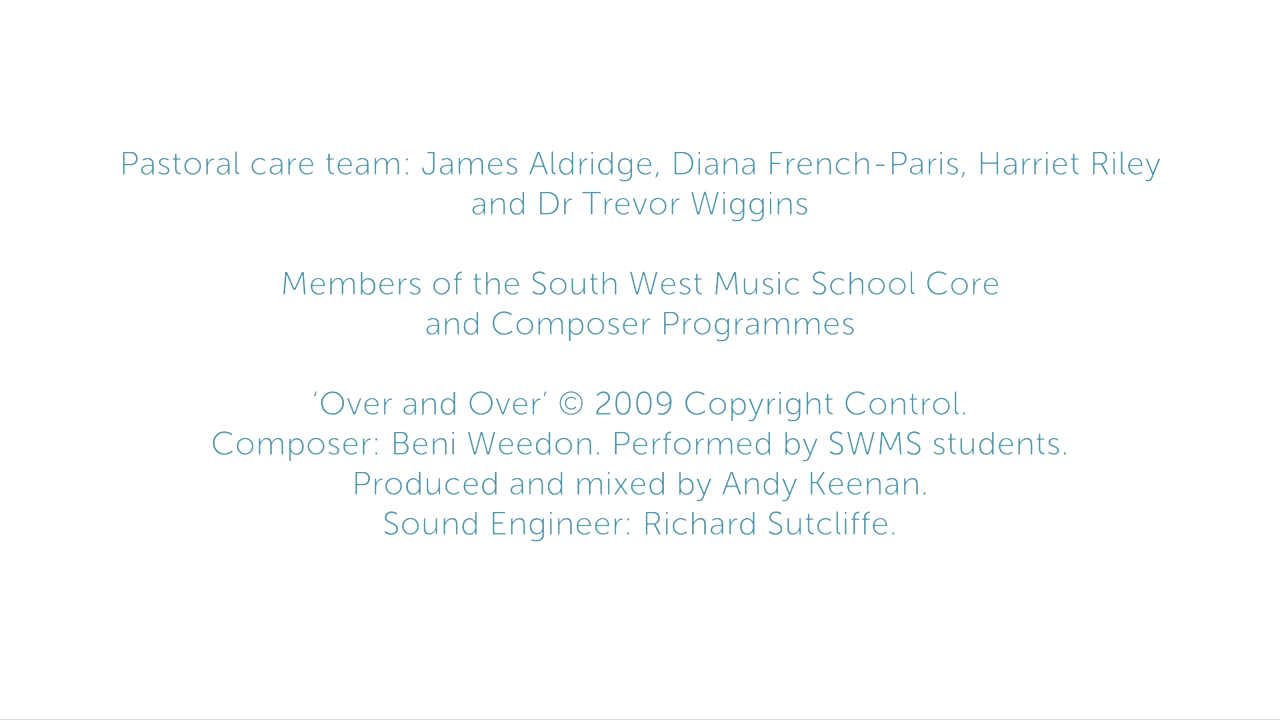 Pastoral care team: James Aldridge, Diana French-Paris, Harriet Riley
and Dr Trevor Wiggins
Members of the South West Music School Core
and Composer Programmes
‘Over and Over’ © 2009 Copyright Control.
Composer: Beni Weedon. Performed by SWMS students.
Produced and mixed by Andy Keenan.
Sound Engineer: Richard Sutcliffe.